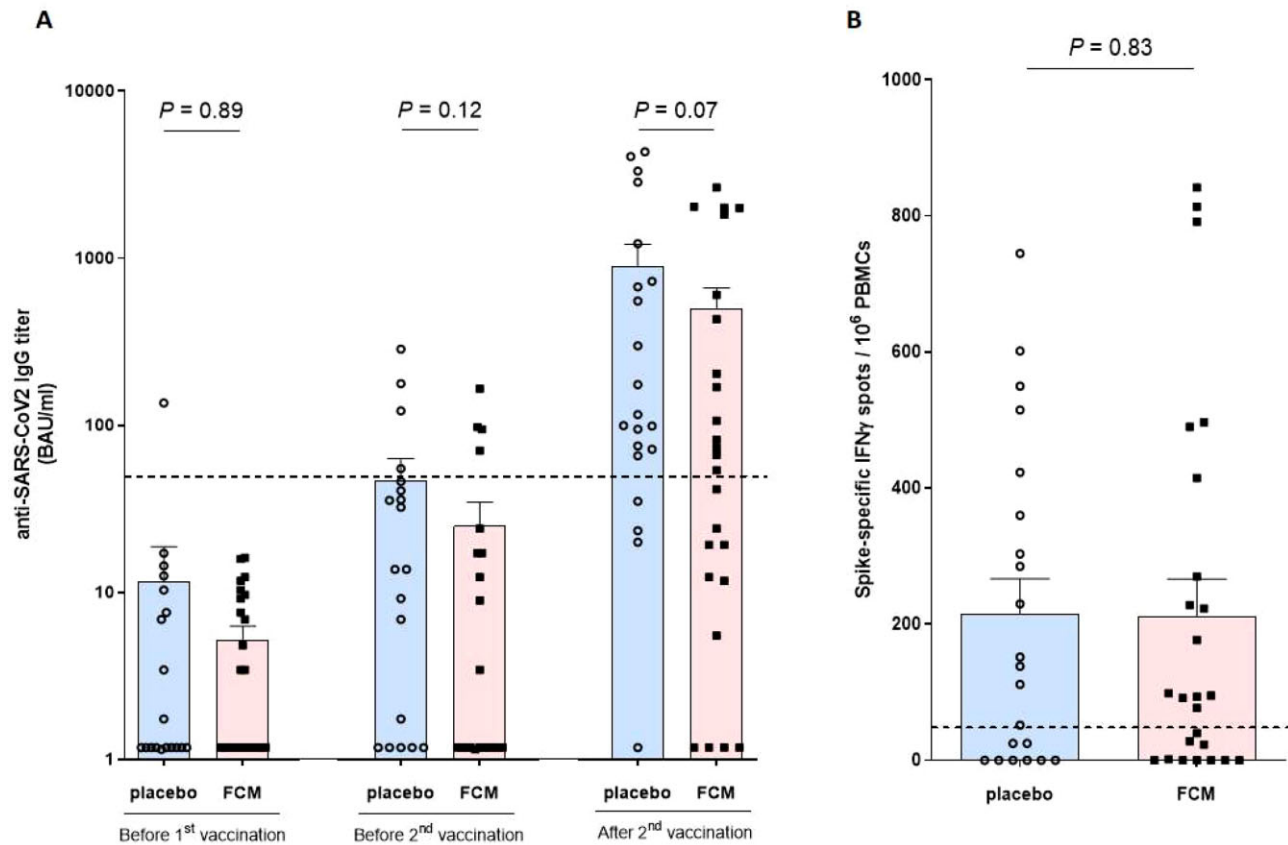 A
anti-SARS-CoV2 IgG titer
(BAU/ml)
10000
1000
100
10
1
P = 0.89
P = 0.12
P = 0.07
placebo FCM placebo FCM placebo FCM
Before 1st vaccination
Before 2nd vaccination
After 2nd vaccination
B
P = 0.83
Spike-specific IFNγ spots / 10⁶ PBMCs
1000
800
600
400
200
0
placebo FCM